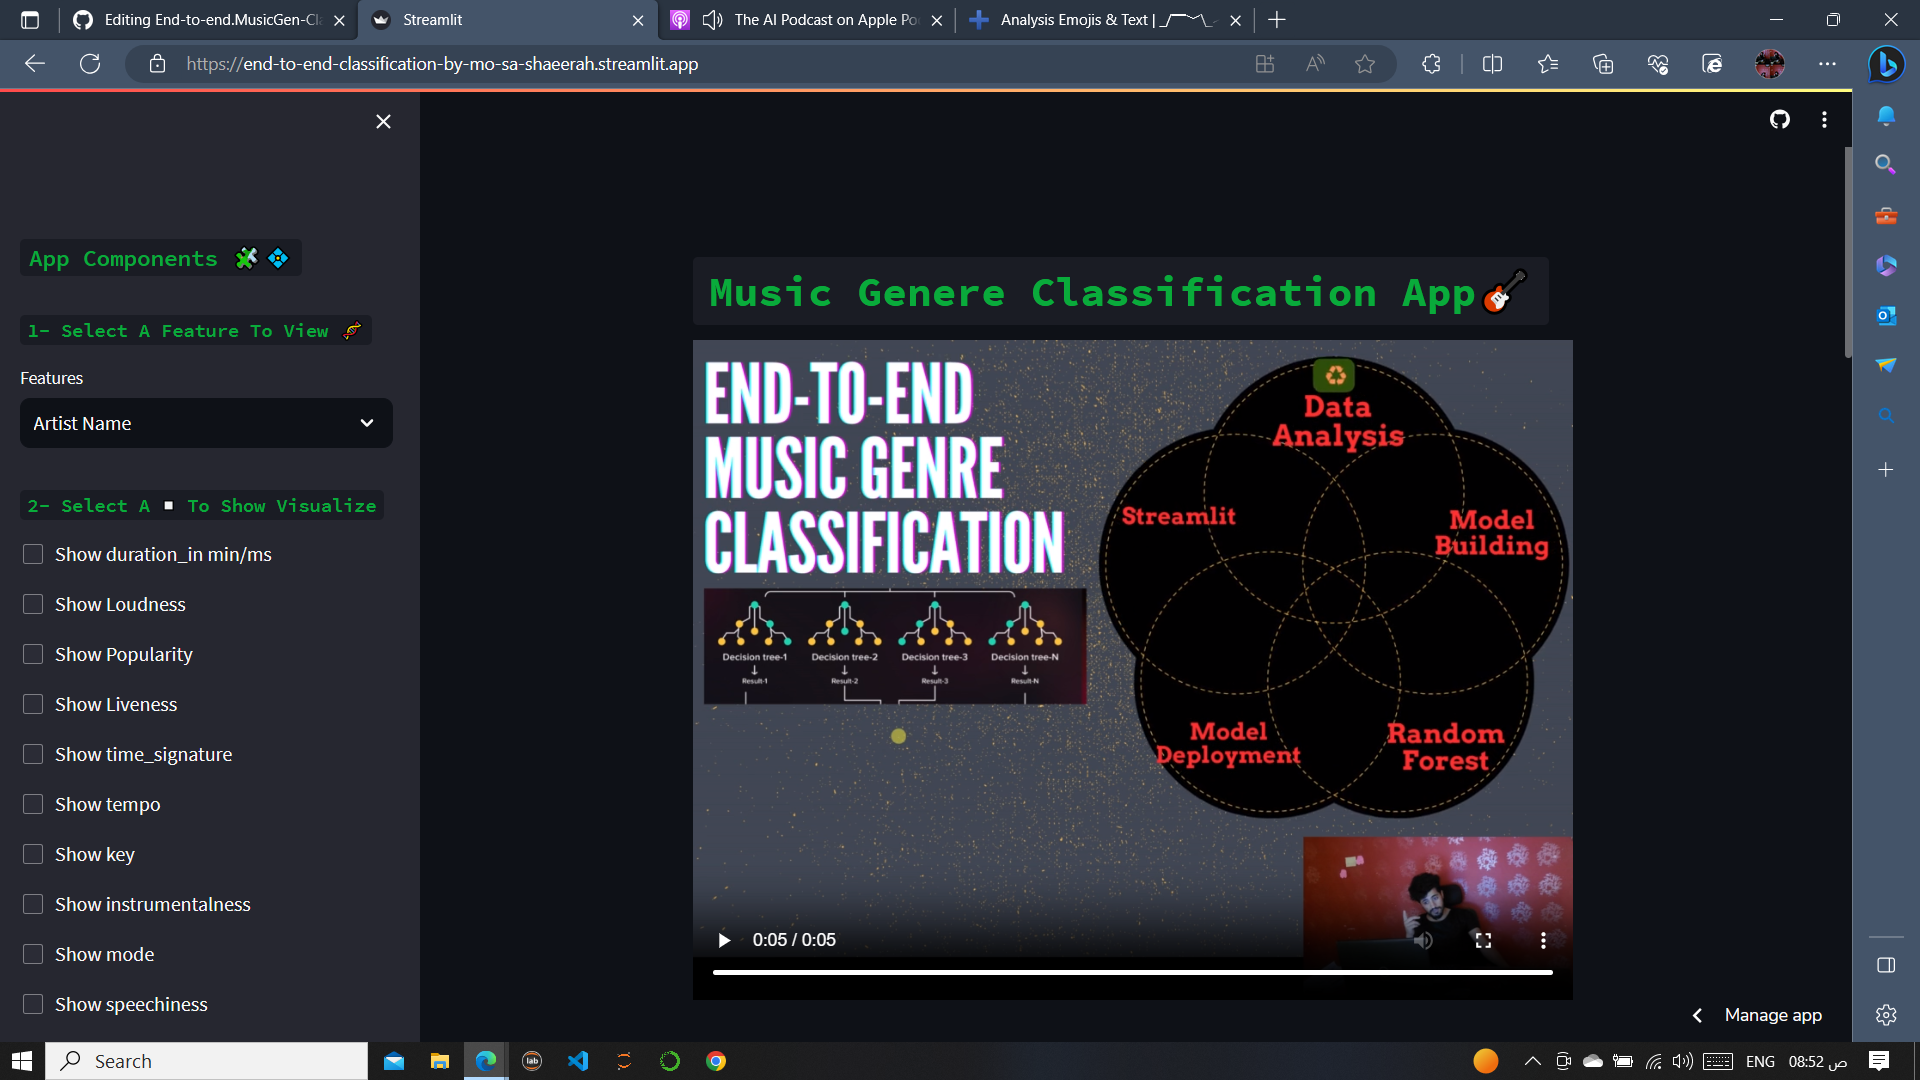 Editing End-to-end.MusicGen-Cla
Streamlit
The AI Podcast on Apple Po
Analysis Emojis & Text |
https://end-to-end-classification-by-mo-sa-shaeerah.streamlit.app
App Components
1- Select A Feature To View
Features
Artist Name
2- Select A ▪ To Show Visualize
Show duration_in min/ms
Show Loudness
Show Popularity
Show Liveness
Show time_signature
Show tempo
Show key
Show instrumentalness
Show mode
Show speechiness
Music Genere Classification App🎸
END-TO-END
MUSIC GENRE
CLASSIFICATION
Decision tree-1 Decision tree-2 Decision tree-3 Decision tree-N
Result-1 Result-2 Result-3 Result-N
Data
Analysis
Streamlit
Model
Building
Model
Deployment
Random
Forest
0:05 / 0:05
Manage app
Search
lab
ENG
08:52 ص